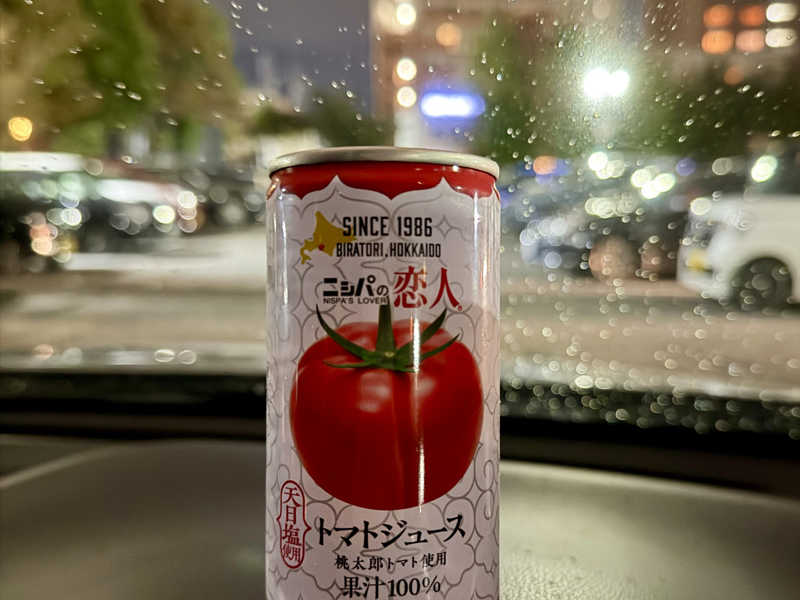 SINCE 1986
BIRATORI, HOKKAIDO
ニシパの恋人®
NISPA'S LOVER
天日塩使用
トマトジュース
桃太郎トマト使用
果汁100%